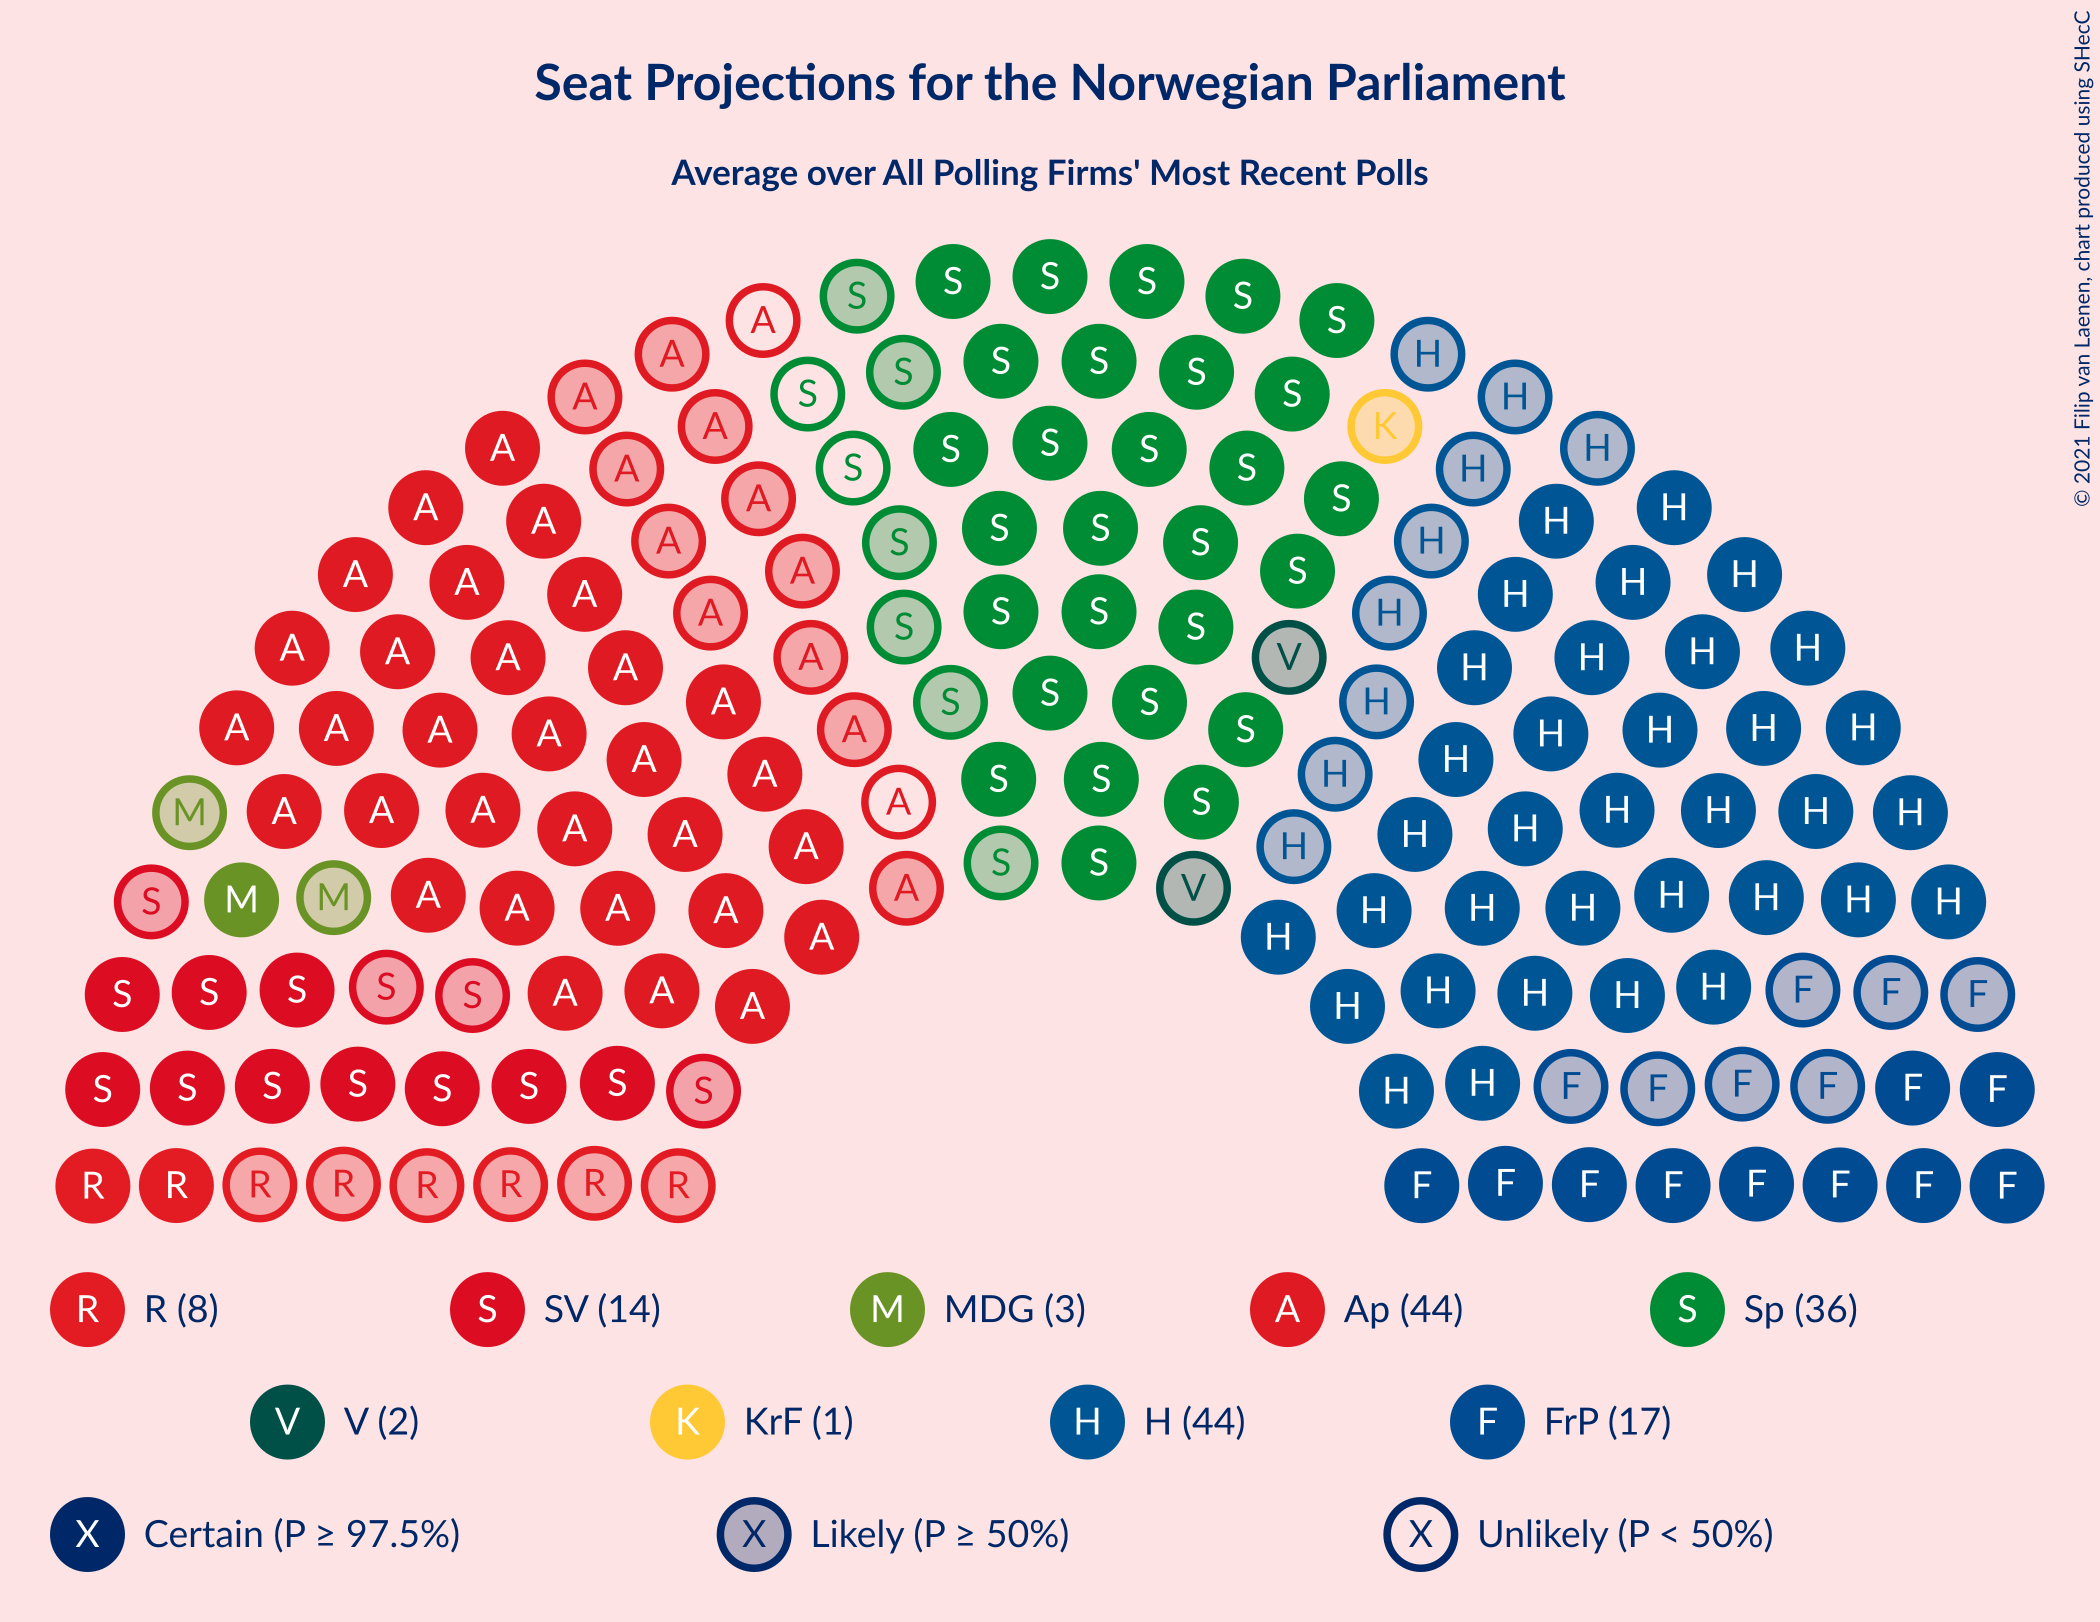 Seat Projections for the Norwegian Parliament
Average over All Polling Firms' Most Recent Polls
© 2021 Filip van Laenen, chart produced using SHecC
S S S S S
A S
A H
A S S S S S H
A A K H
A S S S S S H H
A A A S H H H
A A S S S S S H H H
A A A S S S S V H H H H
A A A A A S S S S H H H H H
M A A A A A A A S S S H H H H H H H
S M M A A A A A A S S V H H H H H H H H
S S S S S A A A H H H H H F F F
S S S S S S S S H H F F F F F F
R R R R R R R R F F F F F F F F
R R (8) S SV (14) M MDG (3) A Ap (44) S Sp (36)
V V (2) K KrF (1) H H (44) F FrP (17)
X Certain (P ≥ 97.5%) X Likely (P ≥ 50%) X Unlikely (P < 50%)